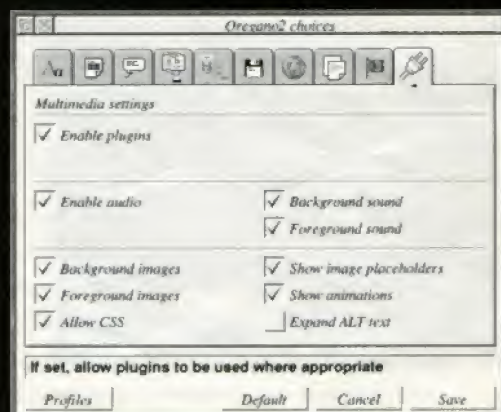 Oregano2 choices
Aa
Multimedia settings
Enable plugins
Enable audio
Background sound
Foreground sound
Background images
Show image placeholders
Foreground images
Show animations
Allow CSS
Expand ALT text
If set, allow plugins to be used where appropriate
Profiles
Default
Cancel
Save